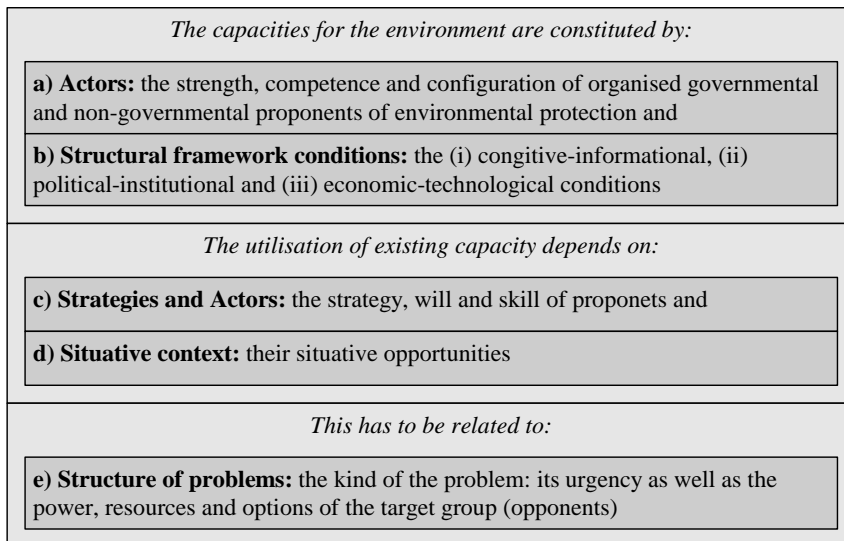 The capacities for the environment are constituted by:
a) Actors: the strength, competence and configuration of organised governmental
and non-governmental proponents of environmental protection and
b) Structural framework conditions: the (i) congitive-informational, (ii)
political-institutional and (iii) economic-technological conditions
The utilisation of existing capacity depends on:
c) Strategies and Actors: the strategy, will and skill of proponets and
d) Situative context: their situative opportunities
This has to be related to:
e) Structure of problems: the kind of the problem: its urgency as well as the
power, resources and options of the target group (opponents)